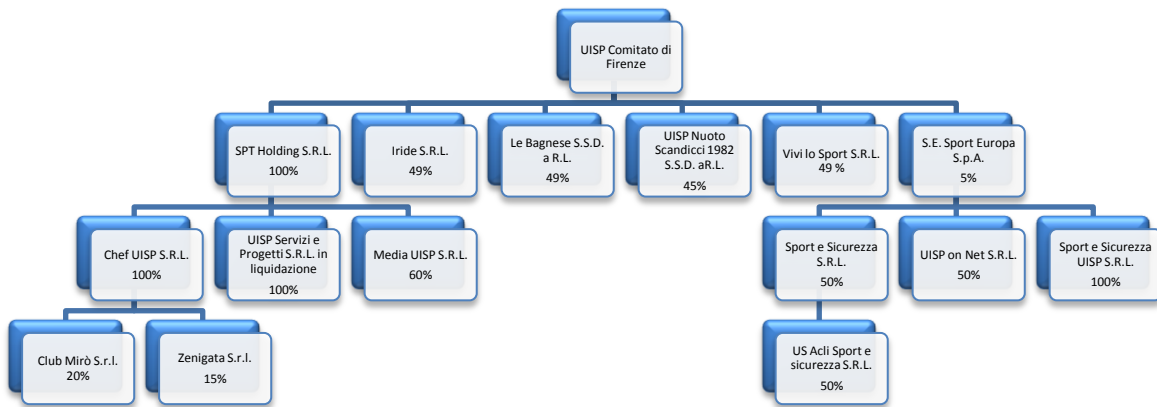 UISP Comitato di
Firenze
SPT Holding S.R.L.
100%
Iride S.R.L.
49%
Le Bagnese S.S.D.
a R.L.
49%
UISP Nuoto
Scandicci 1982
S.S.D. aR.L.
45%
Vivi lo Sport S.R.L.
49 %
S.E. Sport Europa
S.p.A.
5%
Chef UISP S.R.L.
100%
UISP Servizi e
Progetti S.R.L. in
liquidazione
100%
Media UISP S.R.L.
60%
Sport e Sicurezza
S.R.L.
50%
UISP on Net S.R.L.
50%
Sport e Sicurezza
UISP S.R.L.
100%
Club Mirò S.r.l.
20%
Zenigata S.r.l.
15%
US Acli Sport e
sicurezza S.R.L.
50%